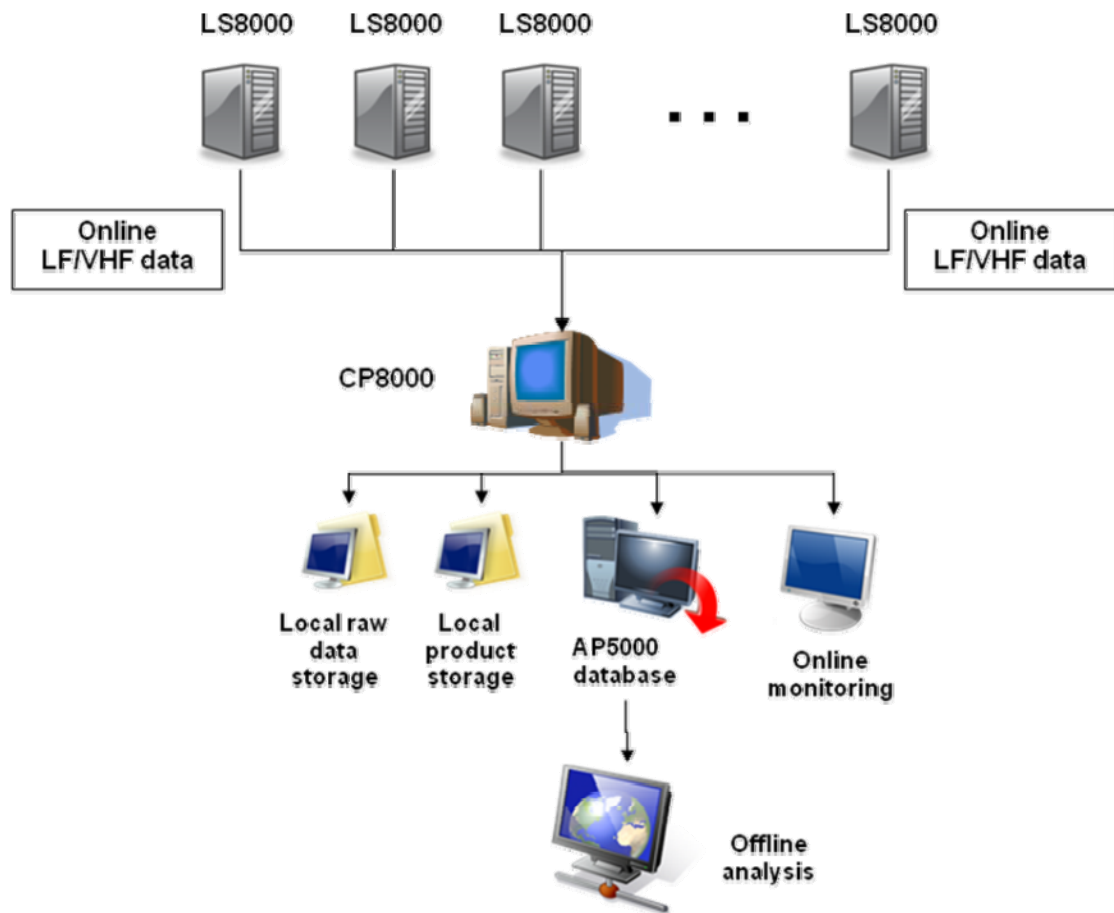 LS8000
LS8000
LS8000
LS8000
Online
LF/VHF data
Online
LF/VHF data
CP8000
Local raw
data
storage
Local
product
storage
AP5000
database
Online
monitoring
Offline
analysis